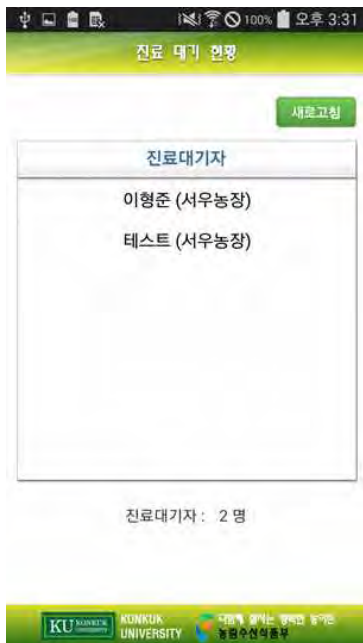 100% 오후 3:31
진료 대기 현황
새로고침
진료대기자
이형준 (서우농장)
테스트 (서우농장)
진료대기자 : 2 명
KU KONKUK UNIVERSITY
KONKUK
UNIVERSITY
농림수산식품부